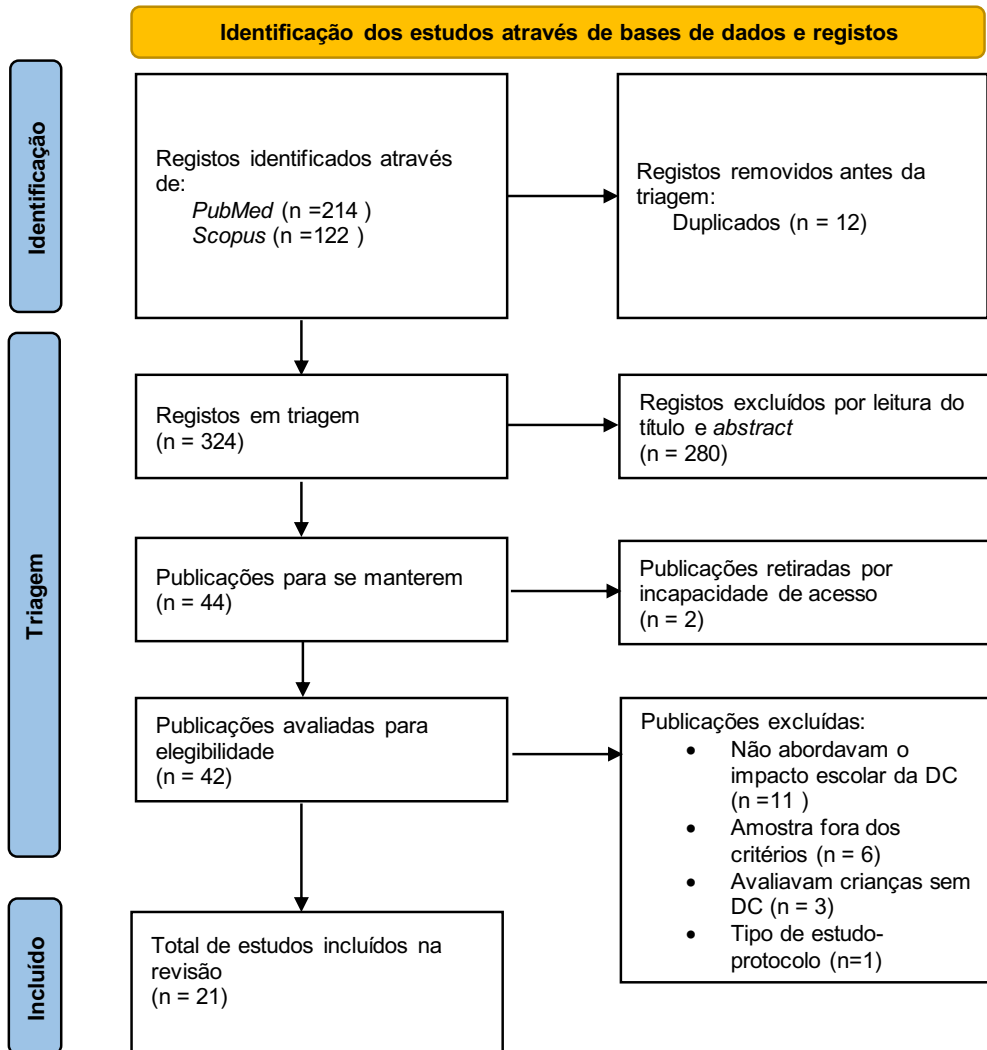 Identificação dos estudos através de bases de dados e registos
Identificação
Registos identificados através
de:
PubMed (n =214 )
Scopus (n =122 )
Registos removidos antes da
triagem:
Duplicados (n = 12)
Triagem
Registos em triagem
(n = 324)
Registos excluídos por leitura do
título e abstract
(n = 280)
Publicações para se manterem
(n = 44)
Publicações retiradas por
incapacidade de acesso
(n = 2)
Publicações avaliadas para
elegibilidade
(n = 42)
Publicações excluídas:
• Não abordavam o
impacto escolar da DC
(n =11 )
• Amostra fora dos
critérios (n = 6)
• Avaliavam crianças sem
DC (n = 3)
• Tipo de estudo-
protocolo (n=1)
Incluído
Total de estudos incluídos na
revisão
(n = 21)